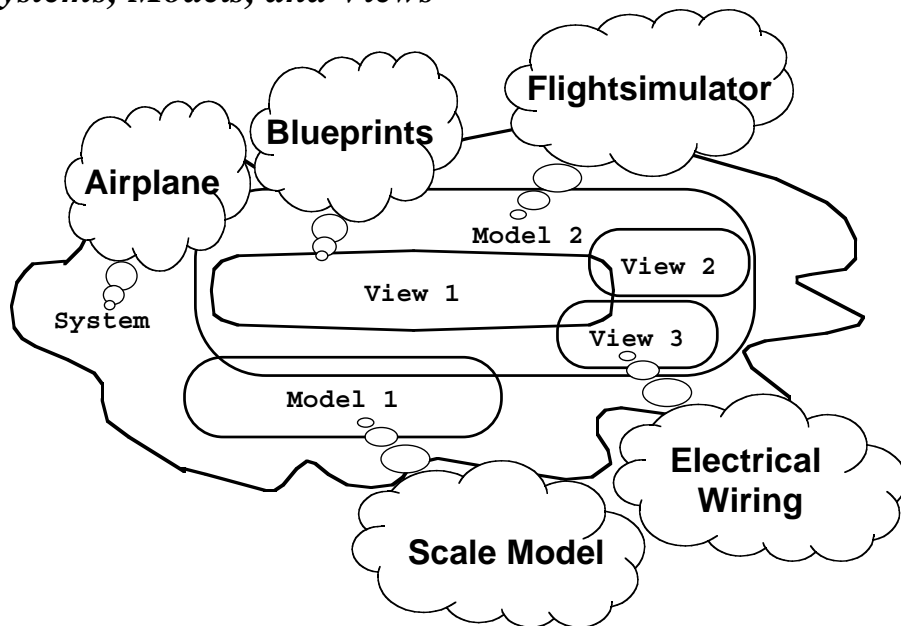 ystems, Models, and Views
Flightsimulator
Blueprints
Airplane
Model 2
View 2
View 1
System
View 3
Model 1
Electrical
Wiring
Scale Model